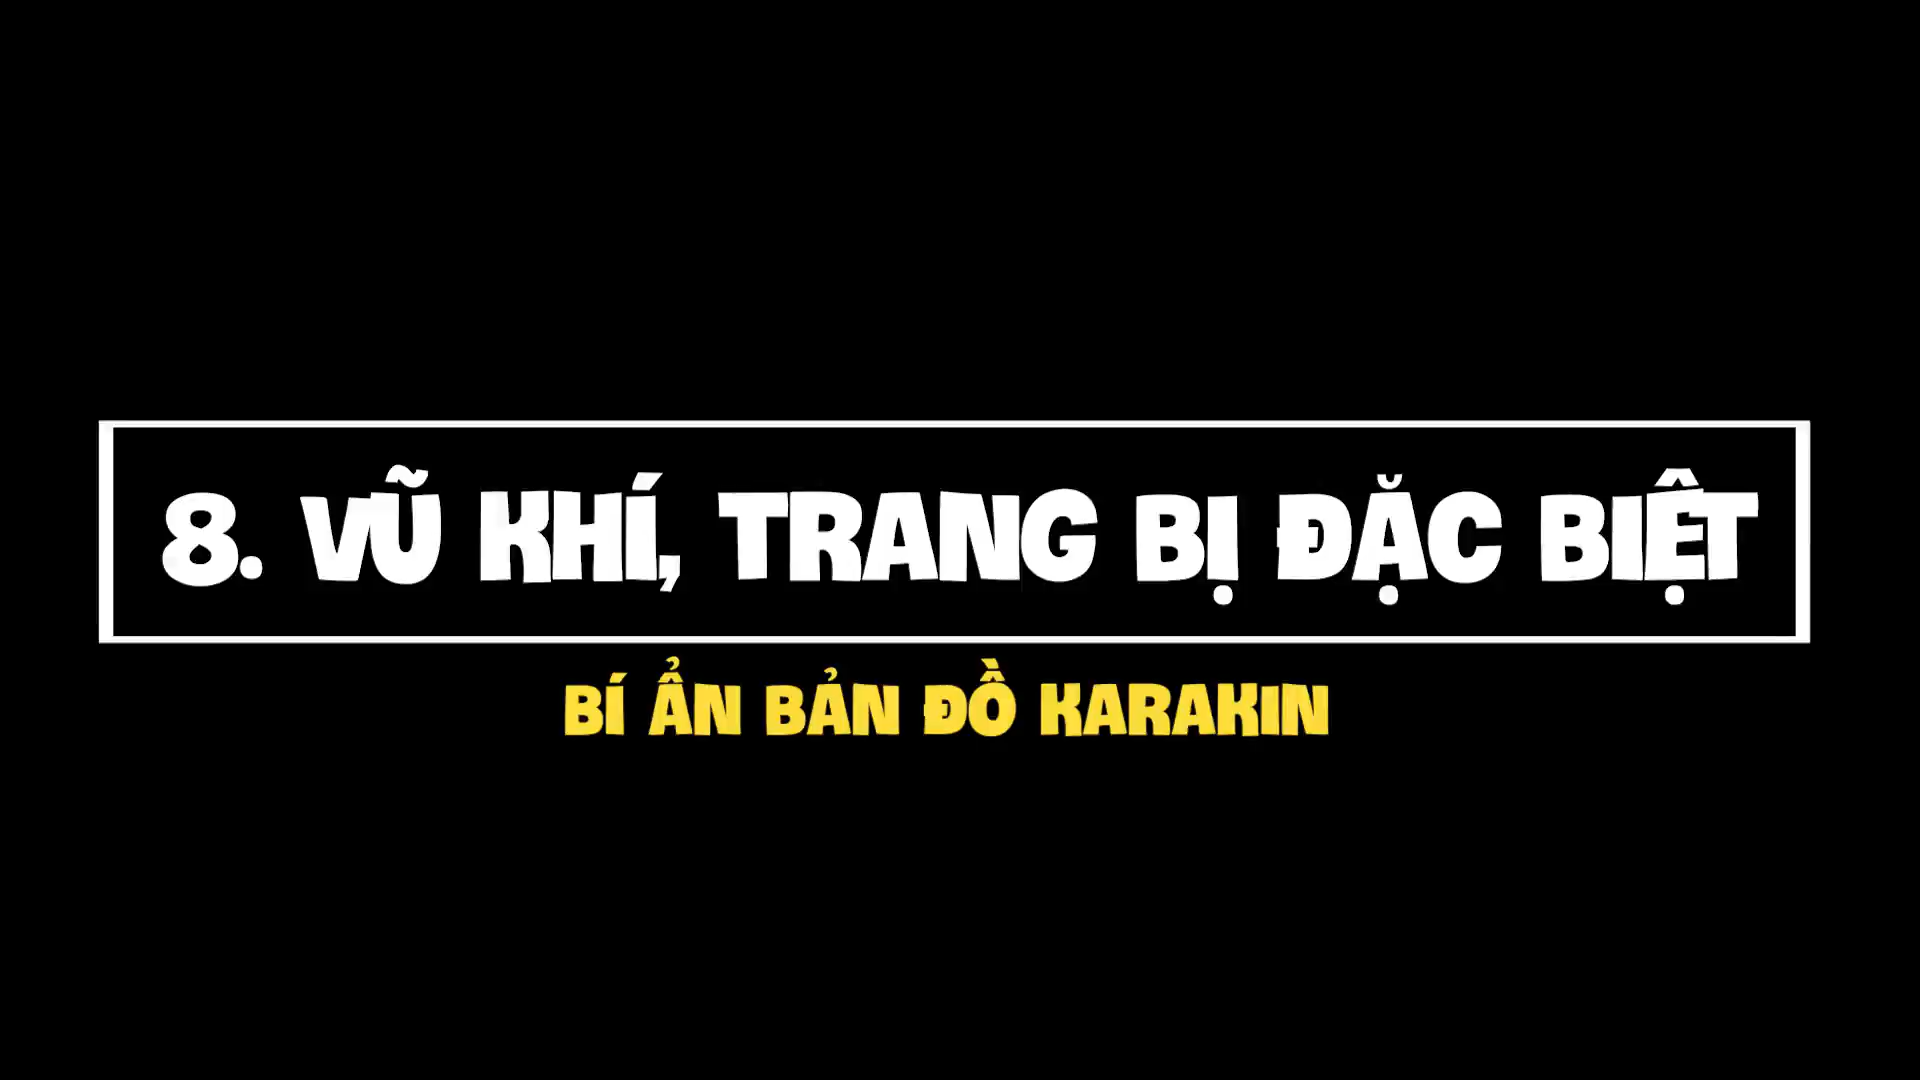 8. VŨ KHÍ, TRANG BỊ ĐẶC BIỆT
BÍ ẨN BẢN ĐỒ KARAKIN